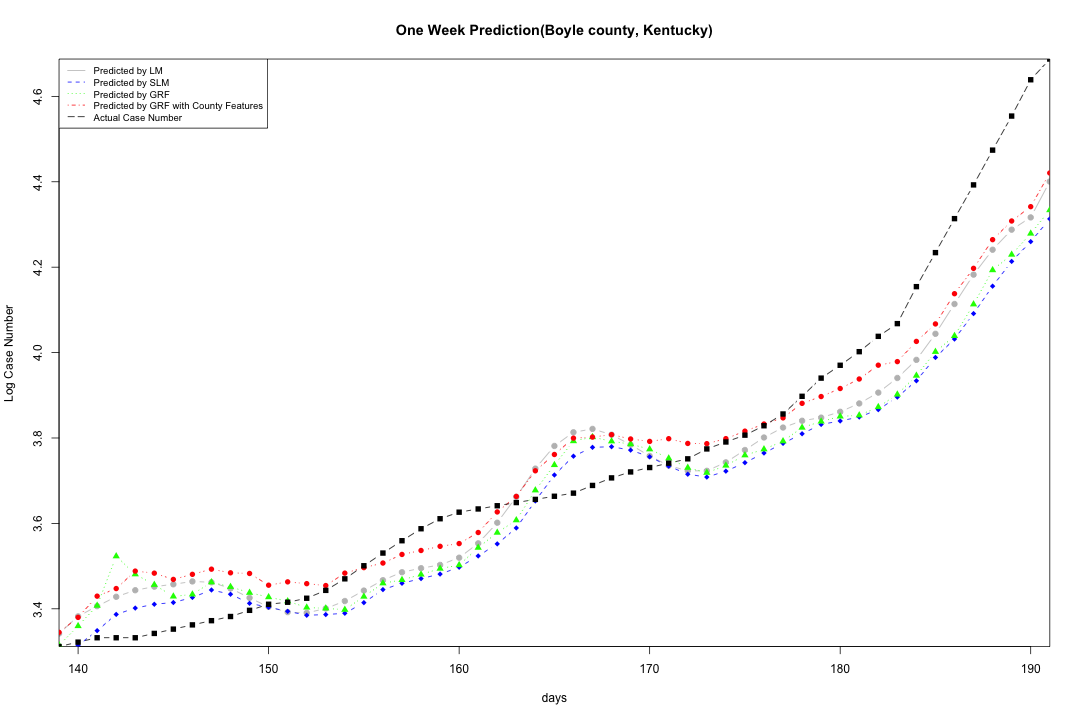 One Week Prediction(Boyle county, Kentucky)
Predicted by LM
Predicted by SLM
Predicted by GRF
Predicted by GRF with County Features
Actual Case Number
Log Case Number
4.6
4.4
4.2
4.0
3.8
3.6
3.4
140 150 160 170 180 190
days